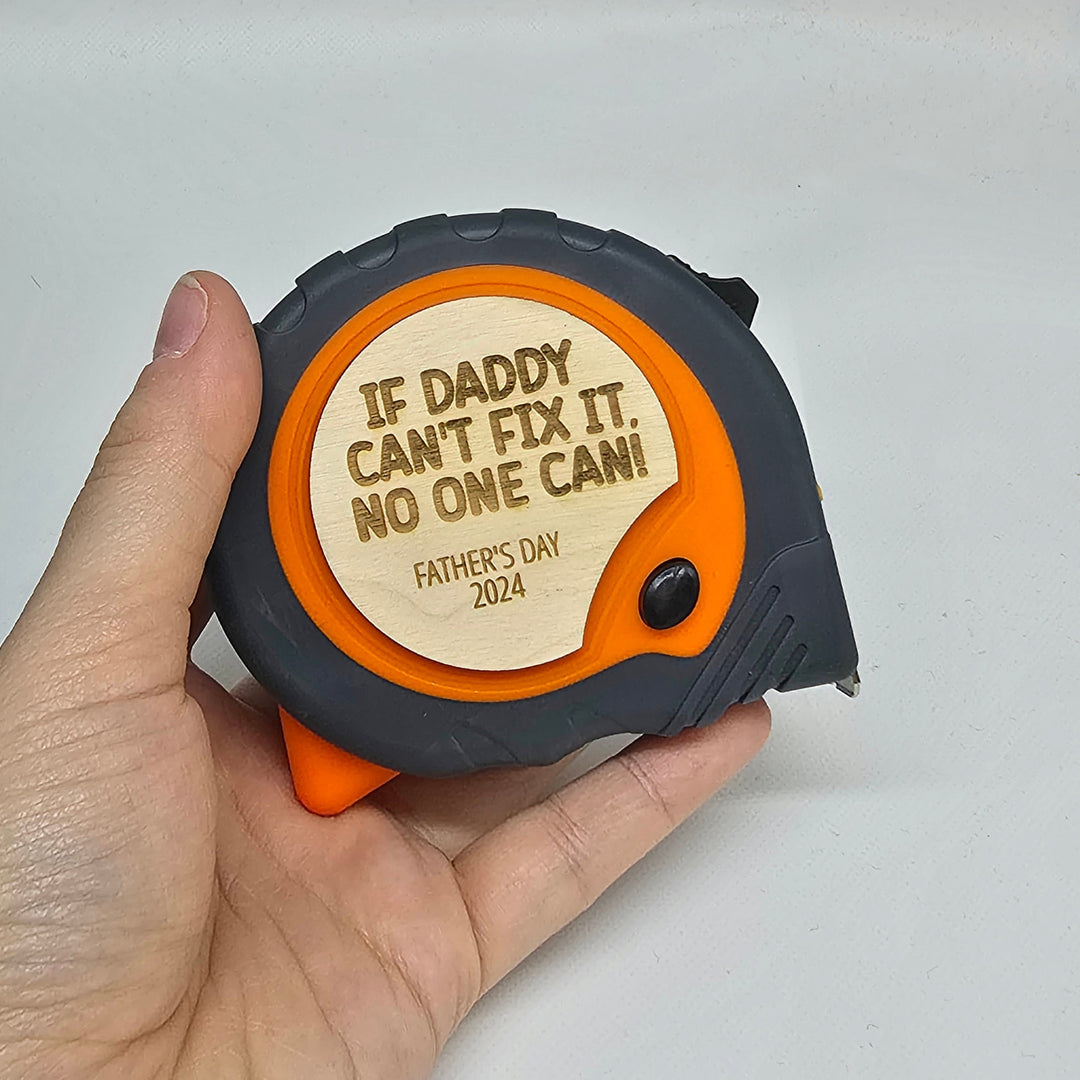 IF DADDY
CAN'T FIX IT,
NO ONE CAN!
FATHER'S DAY
2024